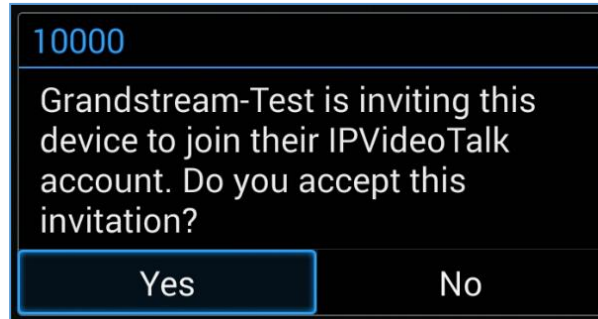 10000
Grandstream-Test is inviting this
device to join their IPVideoTalk
account. Do you accept this
invitation?
Yes No